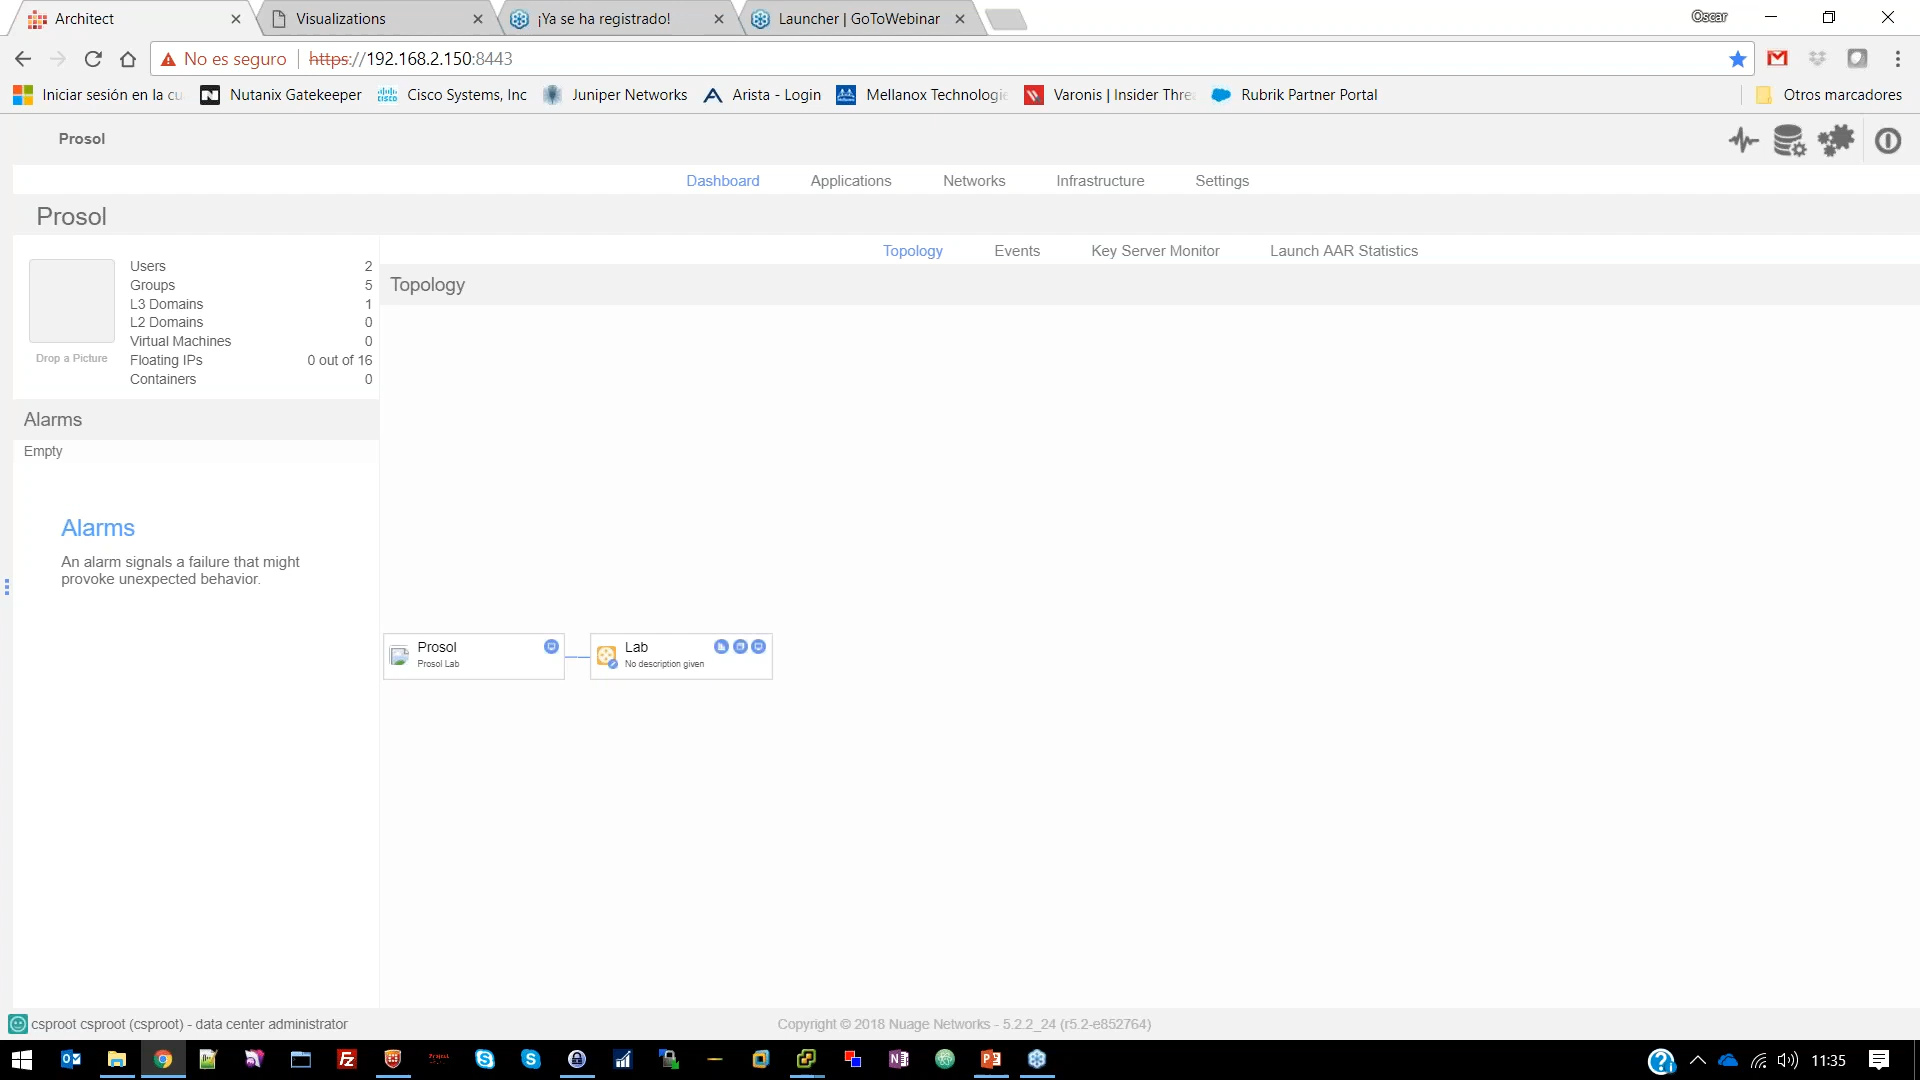 Architect
Visualizations
¡Ya se ha registrado!
Launcher | GoToWebinar
Oscar
No es seguro
https://192.168.2.150:8443
Iniciar sesión en la cu
Nutanix Gatekeeper
Cisco Systems, Inc
Juniper Networks
Arista - Login
Mellanox Technologie
Varonis | Insider Thre
Rubrik Partner Portal
Otros marcadores
Prosol
Dashboard
Applications
Networks
Infrastructure
Settings
Prosol
Topology
Events
Key Server Monitor
Launch AAR Statistics
Drop a Picture
Users 2
Groups 5
L3 Domains 1
L2 Domains 0
Virtual Machines 0
Floating IPs 0 out of 16
Containers 0
Topology
Alarms
Empty
Alarms
An alarm signals a failure that might
provoke unexpected behavior.
Prosol
Prosol Lab
Lab
No description given
csproot csproot (csproot) - data center administrator
Copyright © 2018 Nuage Networks - 5.2.2_24 (r5.2-e852764)
11:35